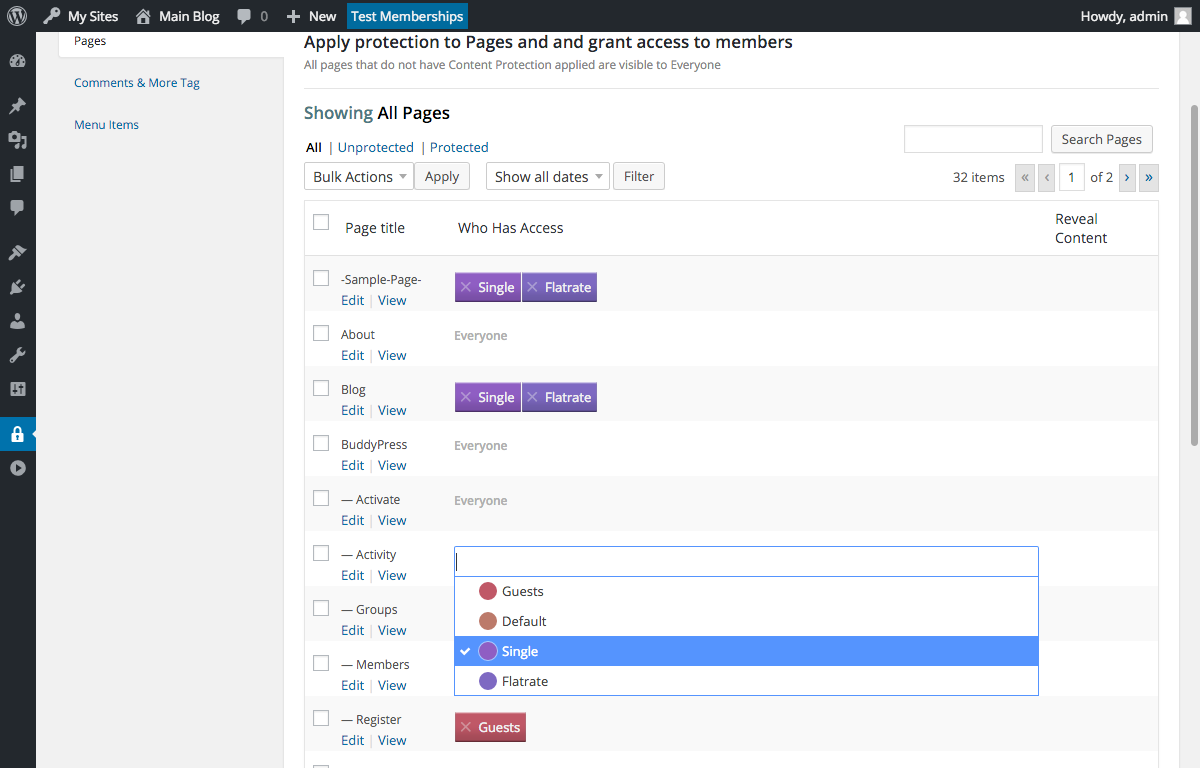 My Sites Main Blog 0 New Test Memberships Howdy, admin
Pages
Comments & More Tag
Menu Items
Apply protection to Pages and and grant access to members
All pages that do not have Content Protection applied are visible to Everyone
Showing All Pages
All | Unprotected | Protected
Search Pages
Bulk Actions Apply Show all dates Filter
32 items « ‹ 1 of 2 › »
Page title Who Has Access Reveal Content
-Sample-Page-
Edit | View
× Single × Flatrate
About
Edit | View
Everyone
Blog
Edit | View
× Single × Flatrate
BuddyPress
Edit | View
Everyone
— Activate
Edit | View
Everyone
— Activity
Edit | View
Guests
Default
Single
Flatrate
— Groups
Edit | View
— Members
Edit | View
— Register
Edit | View
× Guests